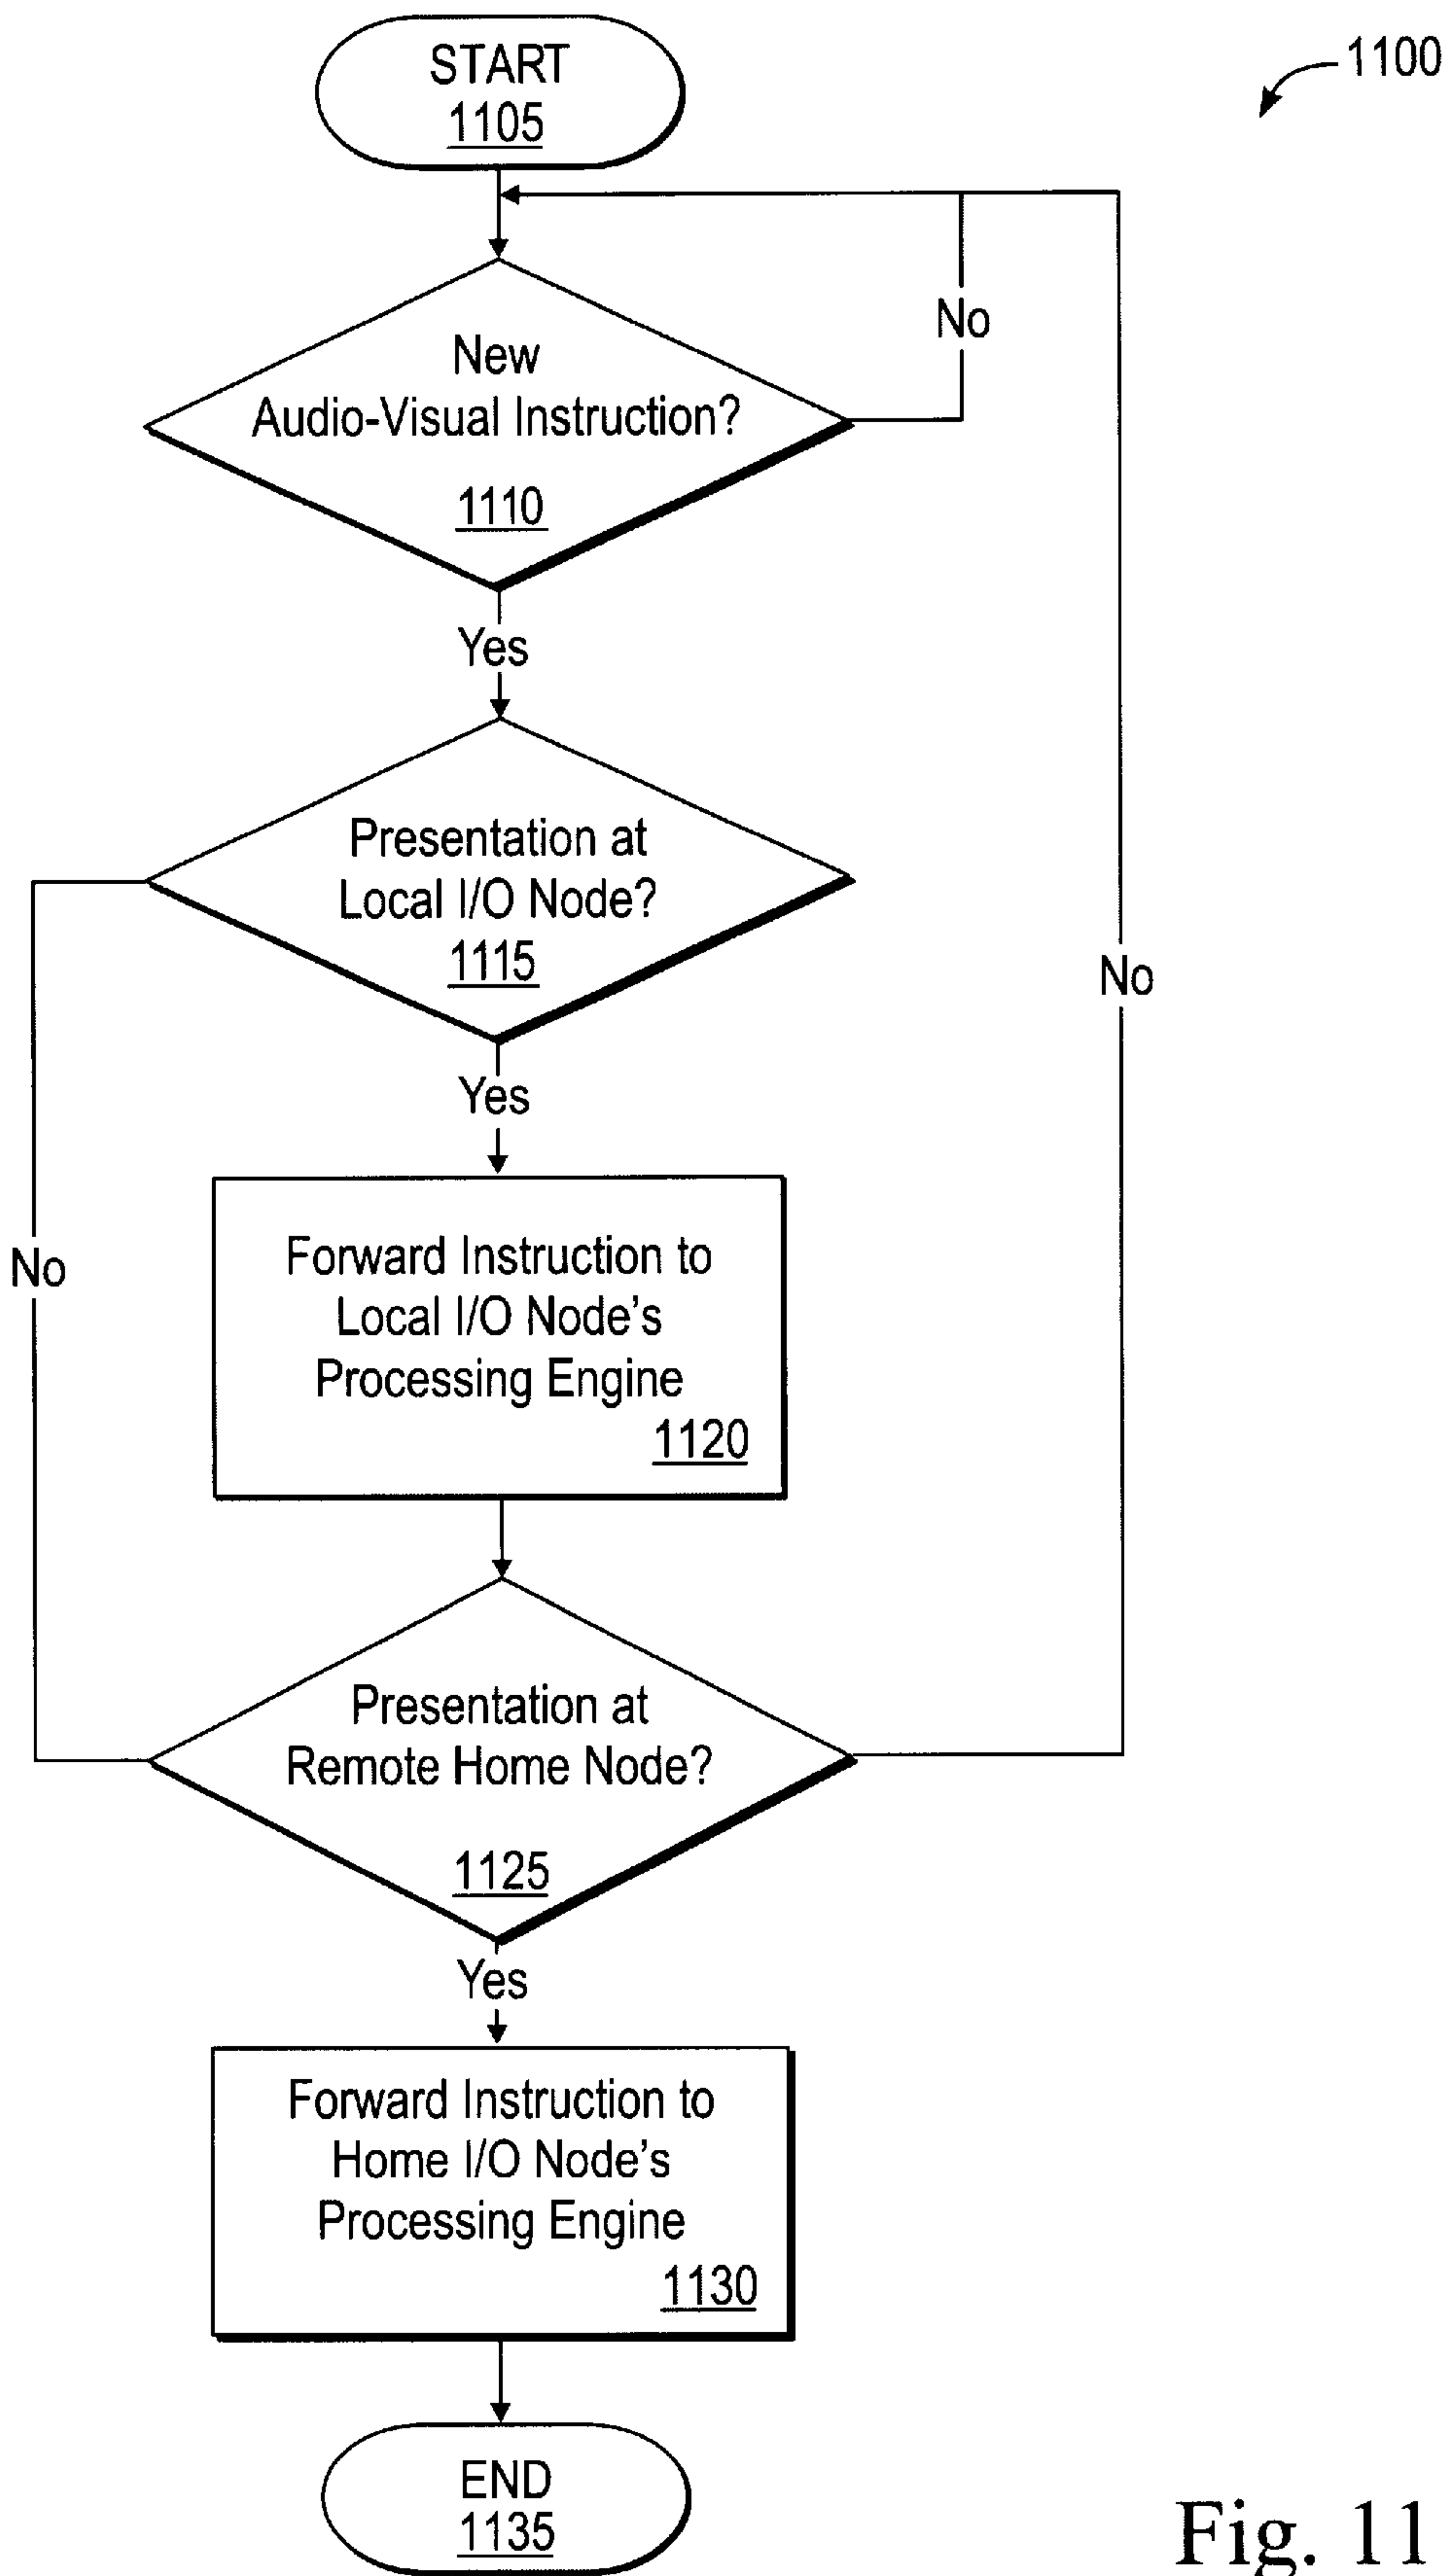 START
1105
1100
No
New
Audio-Visual Instruction?
1110
Yes
Presentation at
Local I/O Node?
1115
No
Yes
No
Forward Instruction to
Local I/O Node's
Processing Engine
1120
Presentation at
Remote Home Node?
1125
Yes
Forward Instruction to
Home I/O Node's
Processing Engine
1130
END
1135
Fig. 11